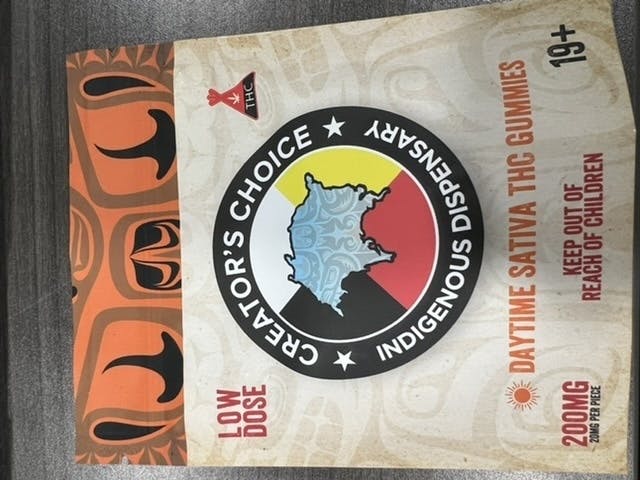 THC
CREATOR'S CHOICE
INDIGENOUS DISPENSARY
LOW
DOSE
DAYTIME SATIVA THC GUMMIES
200MG
20MG PER PIECE
KEEP OUT OF
REACH OF CHILDREN
19+